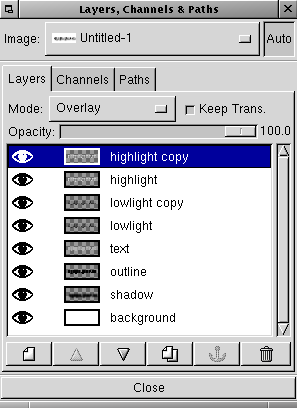 Layers, Channels & Paths
Image: Untitled-1 Auto
Layers Channels Paths
Mode: Overlay Keep Trans.
Opacity: 100.0
highlight copy
highlight
lowlight copy
lowlight
text
outline
shadow
background
Close